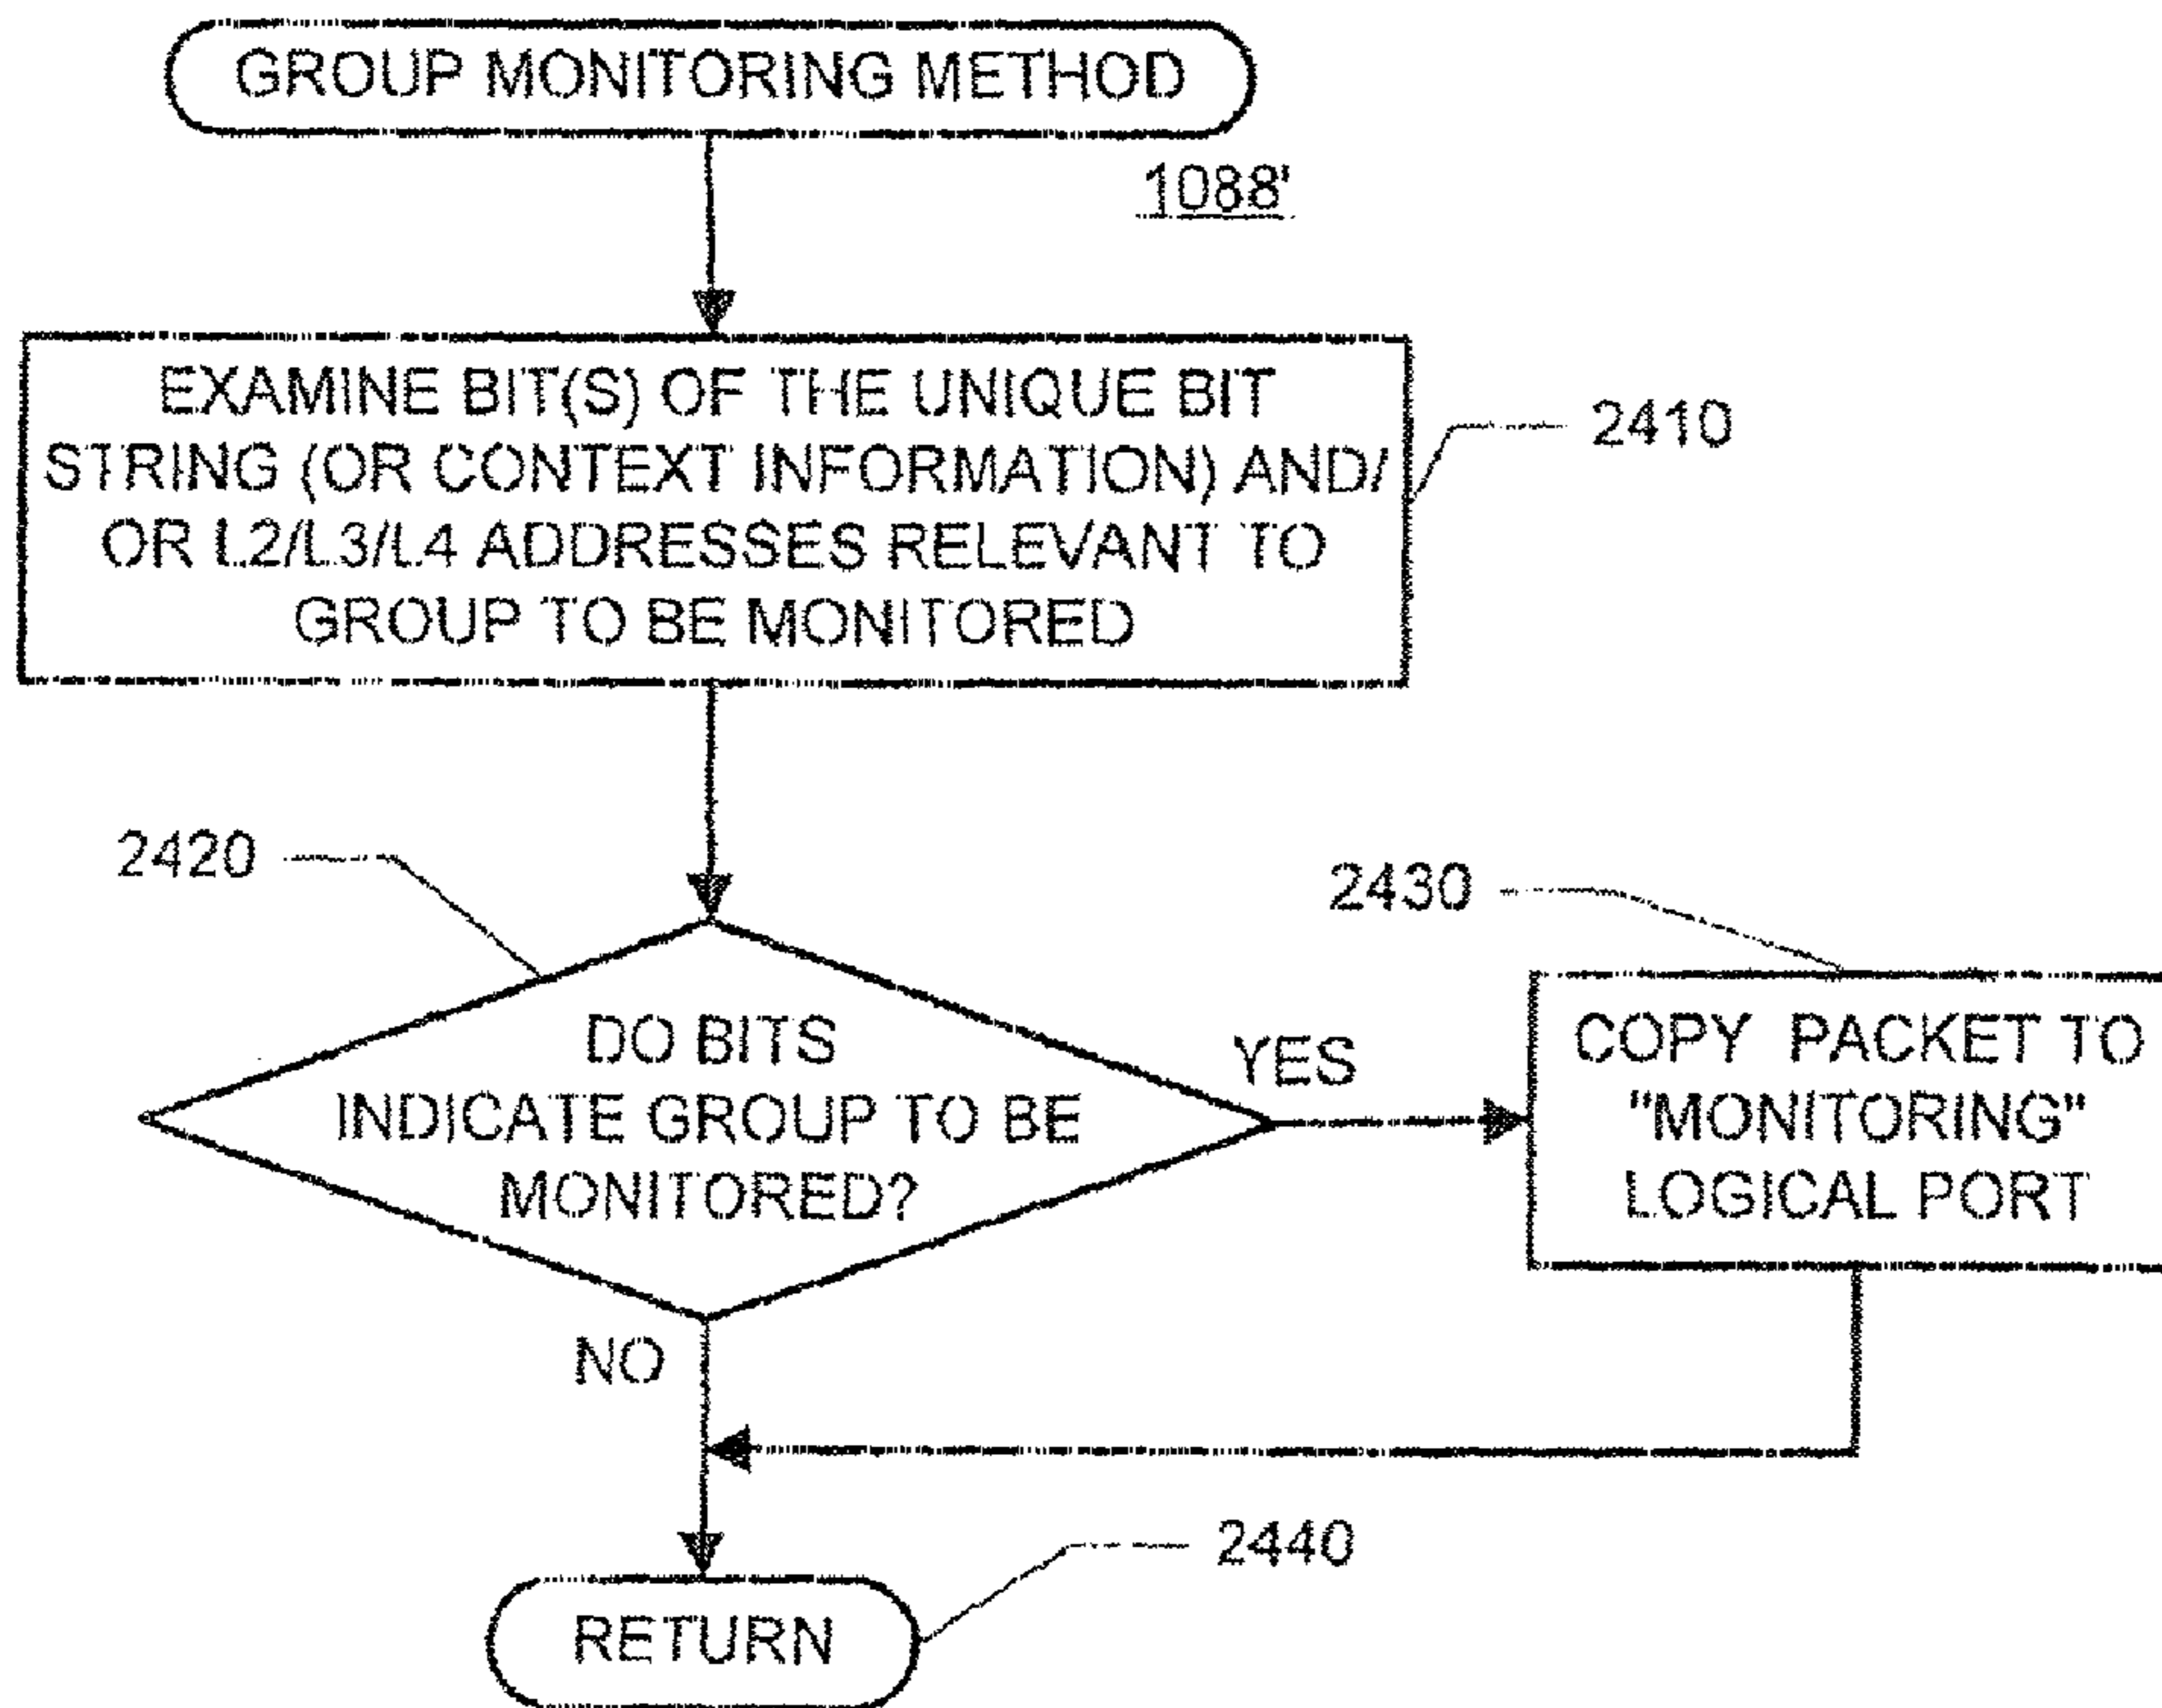 GROUP MONITORING METHOD
1088'
EXAMINE BIT(S) OF THE UNIQUE BIT
STRING (OR CONTEXT INFORMATION) AND/
OR L2/L3/L4 ADDRESSES RELEVANT TO
GROUP TO BE MONITORED
2410
2420
2430
DO BITS
INDICATE GROUP TO BE
MONITORED?
YES
COPY PACKET TO
"MONITORING"
LOGICAL PORT
NO
2440
RETURN